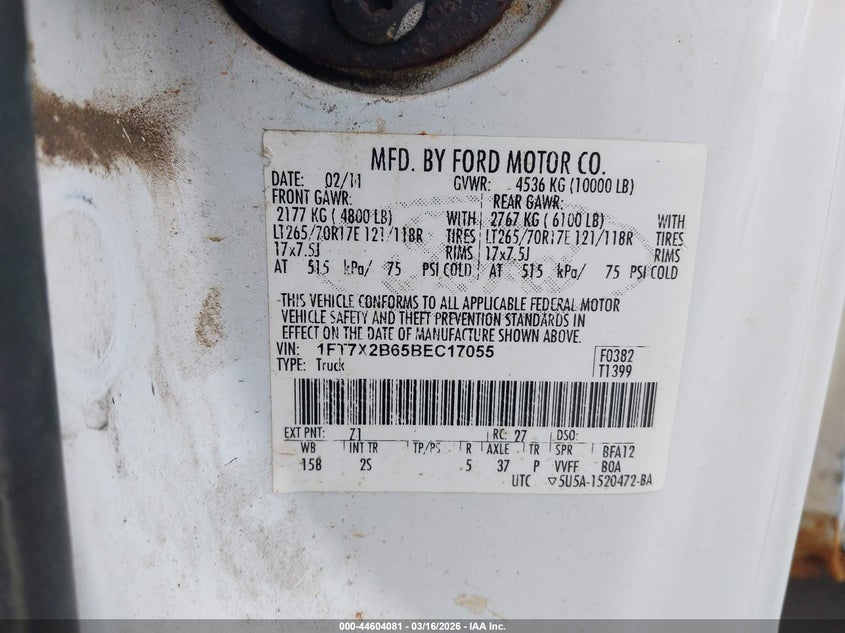 MFD. BY FORD MOTOR CO.
DATE: 02/11 GVWR: 4536 KG (10000 LB)
FRONT GAWR: REAR GAWR:
2177 KG ( 4800 LB) WITH 2767 KG ( 6100 LB) WITH
LT265/70R17E 121/118R TIRES LT265/70R17E 121/118R TIRES
17x7.5J RIMS 17x7.5J RIMS
AT 515 kPa/ 75 PSI COLD AT 515 kPa/ 75 PSI COLD
THIS VEHICLE CONFORMS TO ALL APPLICABLE FEDERAL MOTOR
VEHICLE SAFETY AND THEFT PREVENTION STANDARDS IN
EFFECT ON THE DATE OF MANUFACTURE SHOWN ABOVE.
VIN: 1FT7X2B65BEC17055 F0382
TYPE: Truck T1399
EXT PNT: Z1 RC: 27 DSO:
WB INT TR TP/PS R AXLE TR SPR BFA12
158 2S 5 37 P VVFF BOA
UTC ▽5U5A-1520472-BA
000-44604081 - 03/16/2026 - IAA Inc.